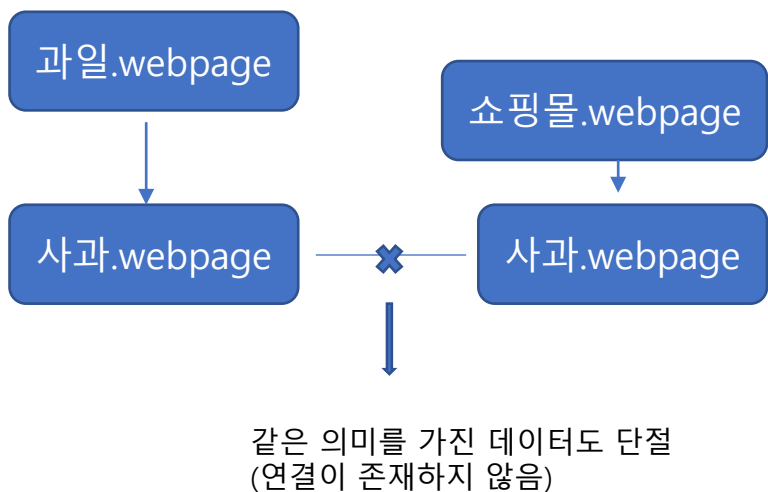 과일.webpage
쇼핑몰.webpage
사과.webpage
사과.webpage
같은 의미를 가진 데이터도 단절
(연결이 존재하지 않음)